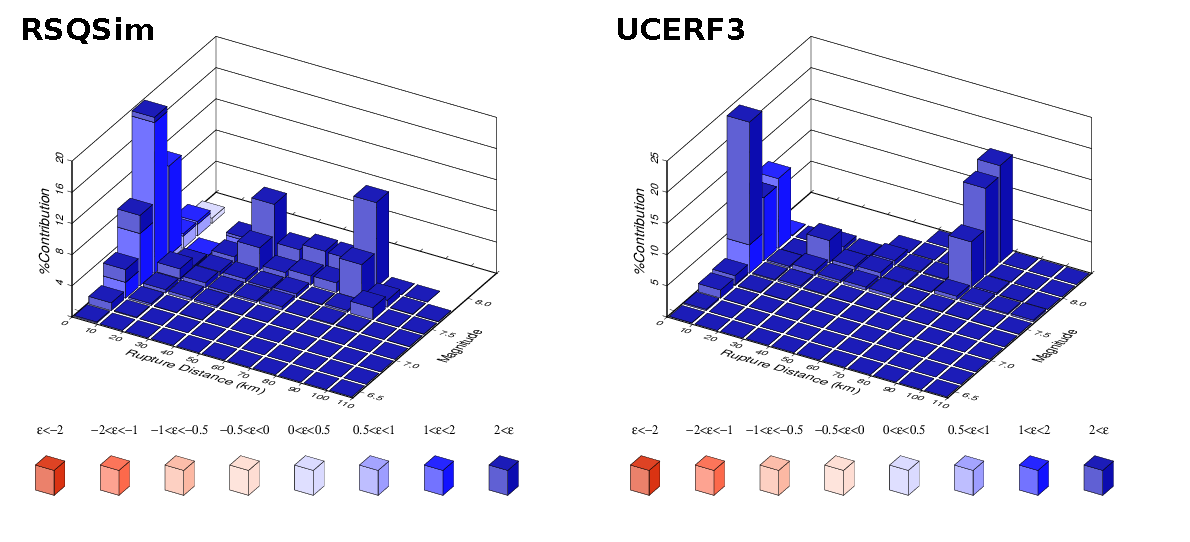 RSQSim
UCERF3
%Contribution
20
16
12
8
4
0
10
20
30
40
50
60
70
80
90
100
110
Rupture Distance (km)
6.5
7.0
7.5
8.0
Magnitude
ε<−2
−2<ε<−1
−1<ε<−0.5
−0.5<ε<0
0<ε<0.5
0.5<ε<1
1<ε<2
2<ε
%Contribution
25
20
15
10
5
0
10
20
30
40
50
60
70
80
90
100
110
Rupture Distance (km)
6.5
7.0
7.5
8.0
Magnitude
ε<−2
−2<ε<−1
−1<ε<−0.5
−0.5<ε<0
0<ε<0.5
0.5<ε<1
1<ε<2
2<ε